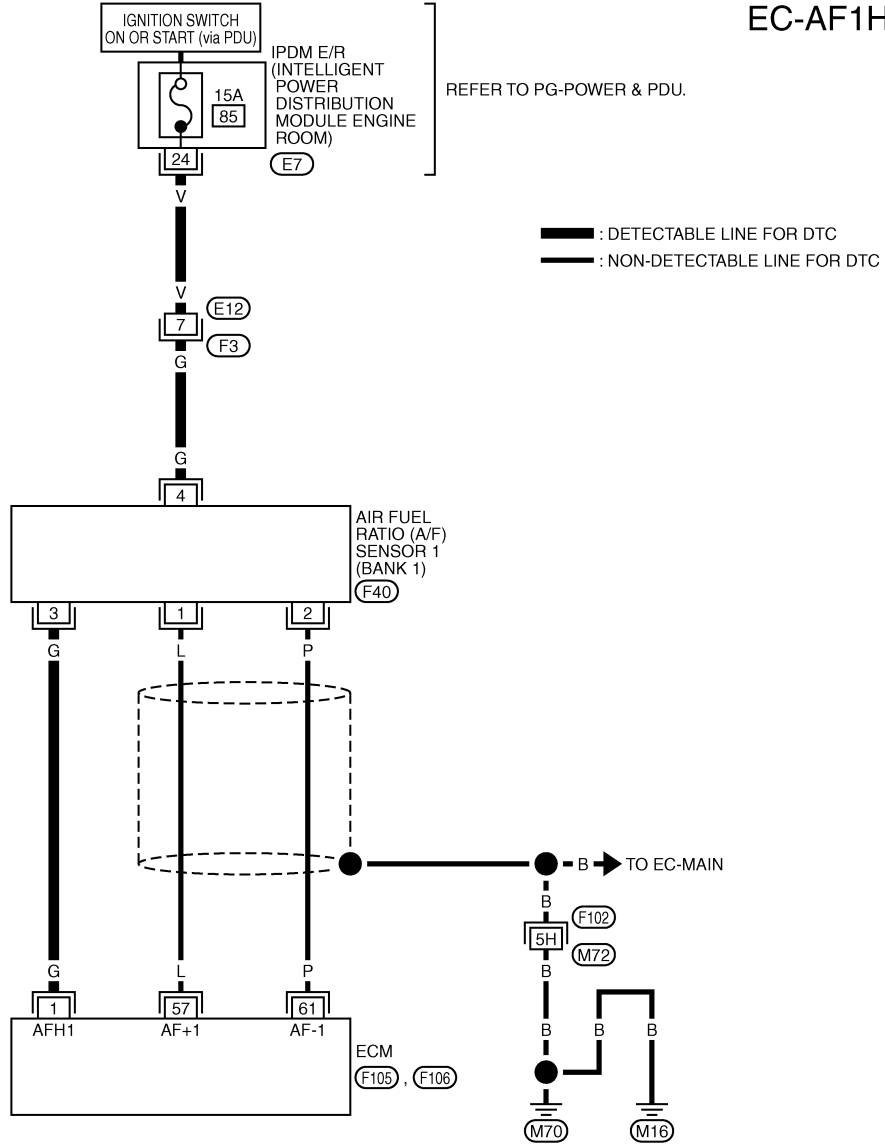 EC-AF1H
IGNITION SWITCH
ON OR START (via PDU)
IPDM E/R
(INTELLIGENT
POWER
DISTRIBUTION
MODULE ENGINE
ROOM)
15A
85
REFER TO PG-POWER & PDU.
24
E7
V
: DETECTABLE LINE FOR DTC
: NON-DETECTABLE LINE FOR DTC
V
E12
7
F3
G
G
4
AIR FUEL
RATIO (A/F)
SENSOR 1
(BANK 1)
F40
3 1 2
G L P
B TO EC-MAIN
B
F102
5H
M72
G L P B
1 57 61
AFH1 AF+1 AF-1 B B B
ECM
F105 , F106
M70 M16